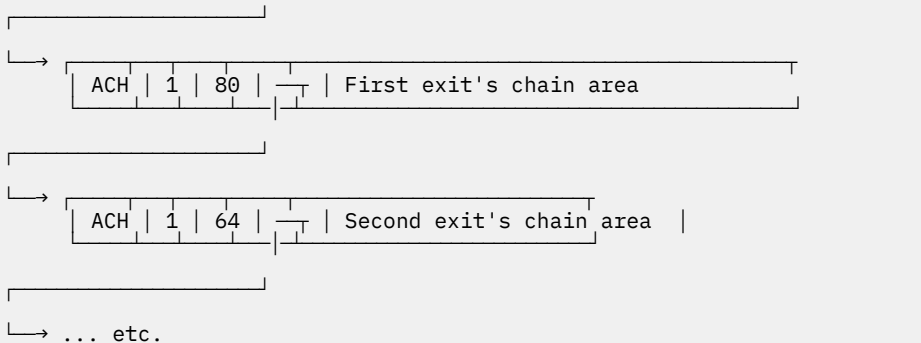 ACH 1 80 First exit's chain area
ACH 1 64 Second exit's chain area
... etc.